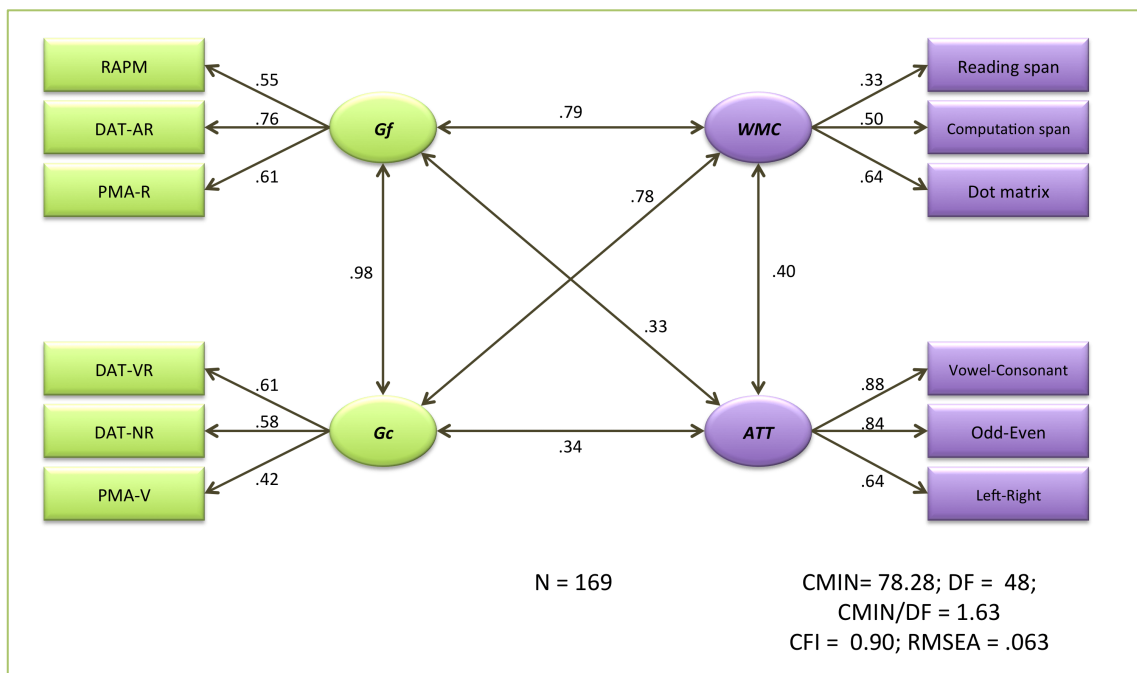 RAPM
DAT-AR
PMA-R
.55
.76
.61
Gf
.79
WMC
.33
.50
.64
Reading span
Computation span
Dot matrix
.98
.78
.33
.40
DAT-VR
DAT-NR
PMA-V
.61
.58
.42
Gc
.34
ATT
.88
.84
.64
Vowel-Consonant
Odd-Even
Left-Right
N = 169
CMIN= 78.28; DF = 48;
CMIN/DF = 1.63
CFI = 0.90; RMSEA = .063